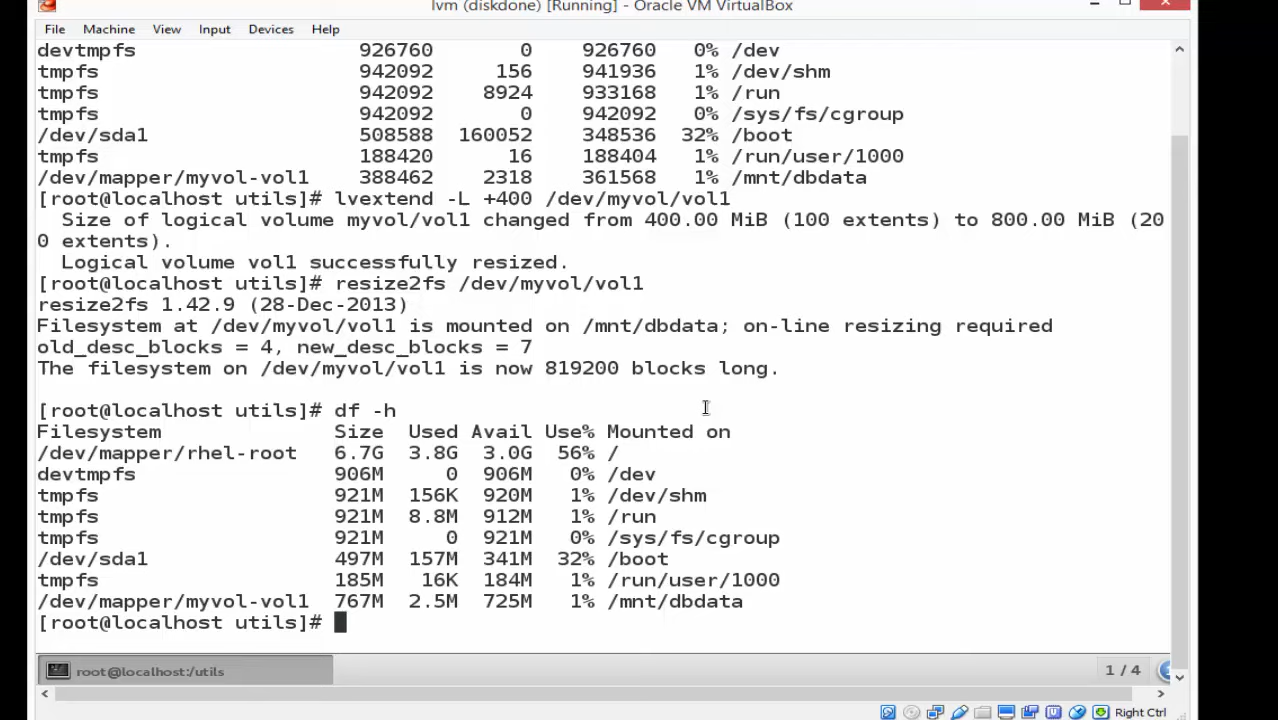 lvm (diskdone) [Running] - Oracle VM VirtualBox
File Machine View Input Devices Help
devtmpfs 926760 0 926760 0% /dev
tmpfs 942092 156 941936 1% /dev/shm
tmpfs 942092 8924 933168 1% /run
tmpfs 942092 0 942092 0% /sys/fs/cgroup
/dev/sda1 508588 160052 348536 32% /boot
tmpfs 188420 16 188404 1% /run/user/1000
/dev/mapper/myvol-vol1 388462 2318 361568 1% /mnt/dbdata
[root@localhost utils]# lvextend -L +400 /dev/myvol/vol1
Size of logical volume myvol/vol1 changed from 400.00 MiB (100 extents) to 800.00 MiB (20
0 extents).
Logical volume vol1 successfully resized.
[root@localhost utils]# resize2fs /dev/myvol/vol1
resize2fs 1.42.9 (28-Dec-2013)
Filesystem at /dev/myvol/vol1 is mounted on /mnt/dbdata; on-line resizing required
old_desc_blocks = 4, new_desc_blocks = 7
The filesystem on /dev/myvol/vol1 is now 819200 blocks long.
[root@localhost utils]# df -h
Filesystem Size Used Avail Use% Mounted on
/dev/mapper/rhel-root 6.7G 3.8G 3.0G 56% /
devtmpfs 906M 0 906M 0% /dev
tmpfs 921M 156K 920M 1% /dev/shm
tmpfs 921M 8.8M 912M 1% /run
tmpfs 921M 0 921M 0% /sys/fs/cgroup
/dev/sda1 497M 157M 341M 32% /boot
tmpfs 185M 16K 184M 1% /run/user/1000
/dev/mapper/myvol-vol1 767M 2.5M 725M 1% /mnt/dbdata
[root@localhost utils]#
root@localhost:/utils 1 / 4
Right Ctrl